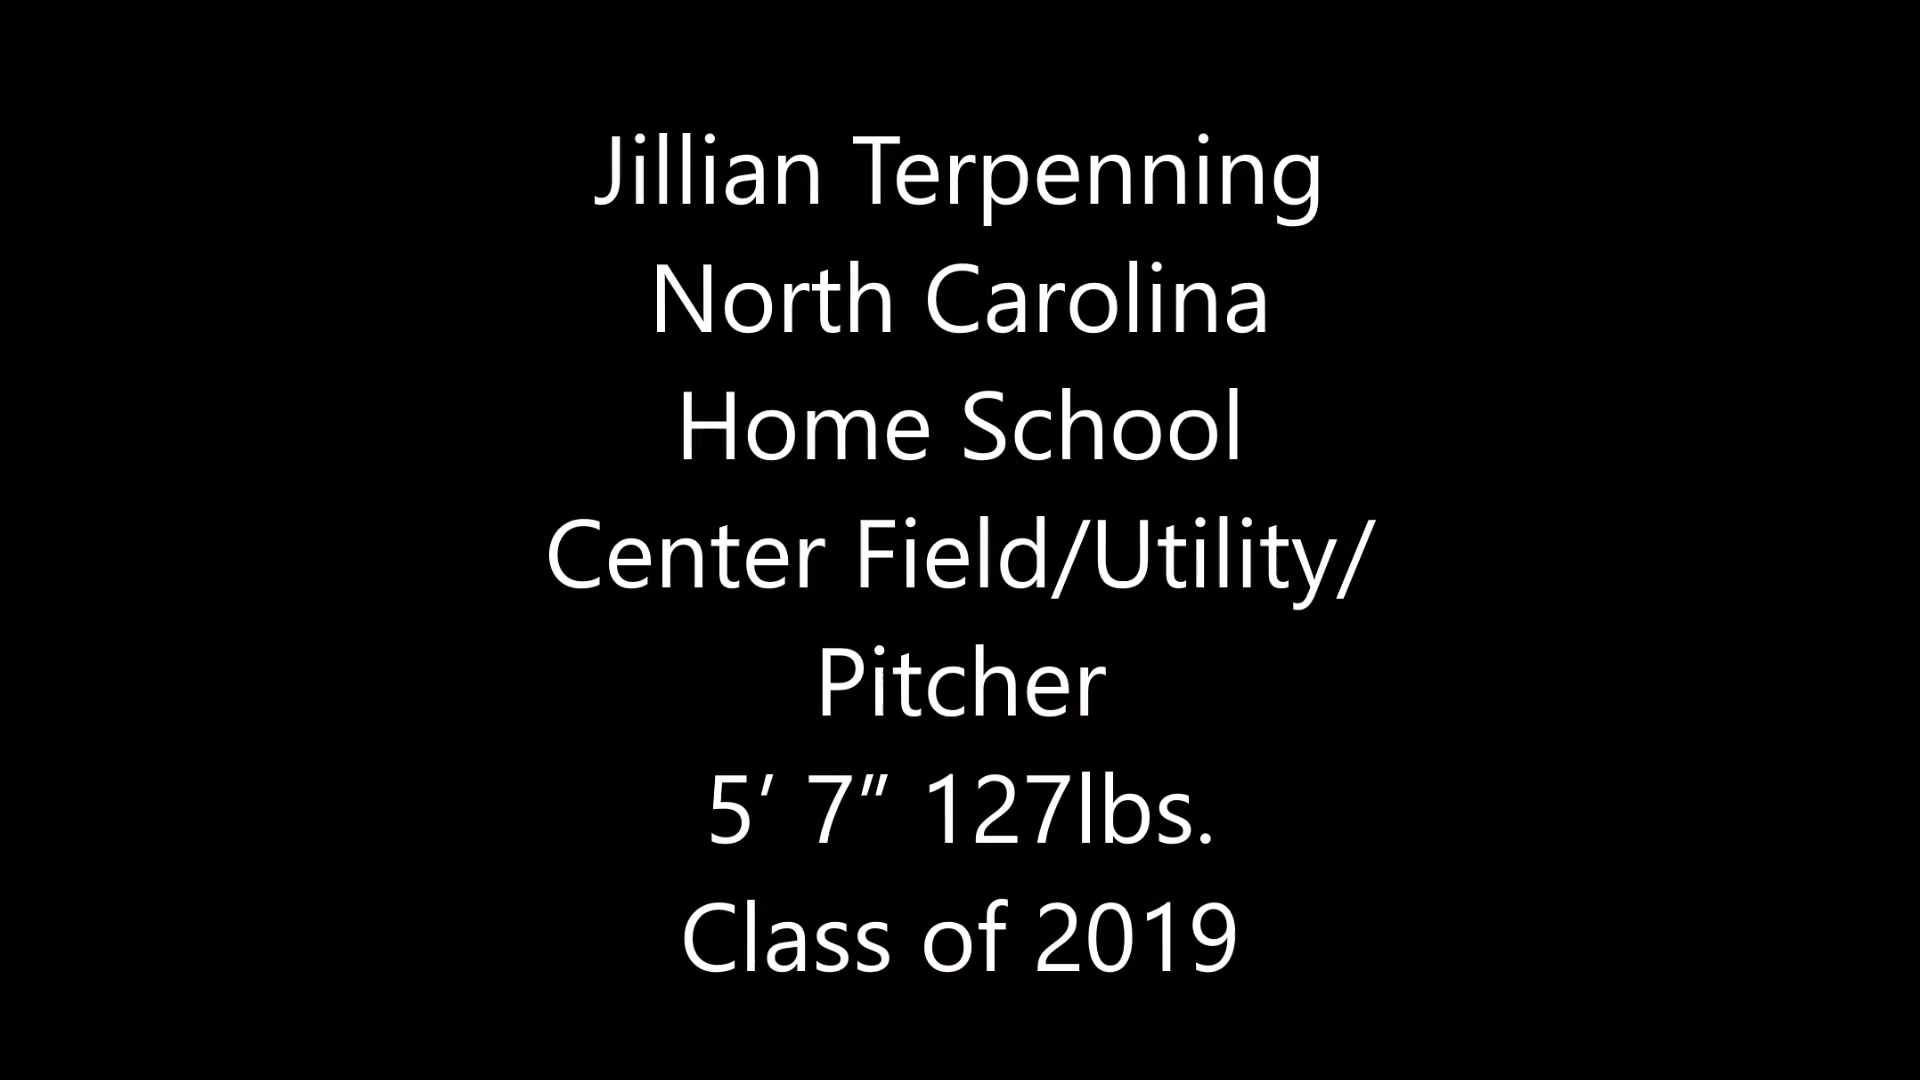 Jillian Terpenning
North Carolina
Home School
Center Field/Utility/
Pitcher
5’ 7” 127lbs.
Class of 2019